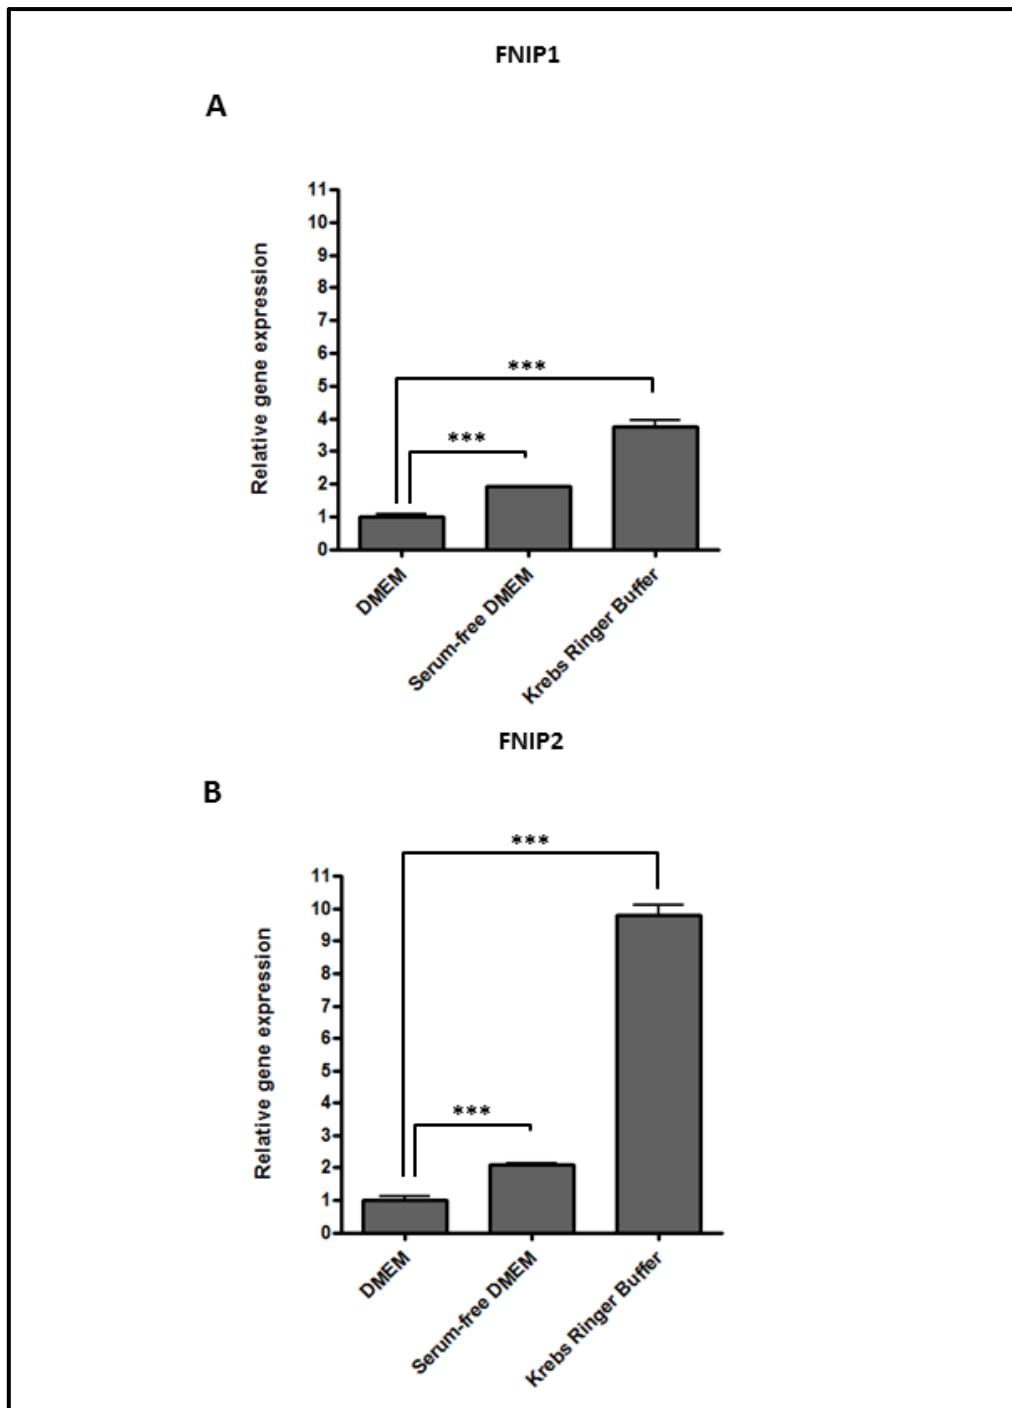 FNIP1
A
11
10
9
8
7
6
5
4
3
2
1
0
Relative gene expression
***
***
DMEM
Serum-free DMEM
Krebs Ringer Buffer
FNIP2
B
***
11
10
9
8
7
6
5
4
3
2
1
0
Relative gene expression
***
DMEM
Serum-free DMEM
Krebs Ringer Buffer